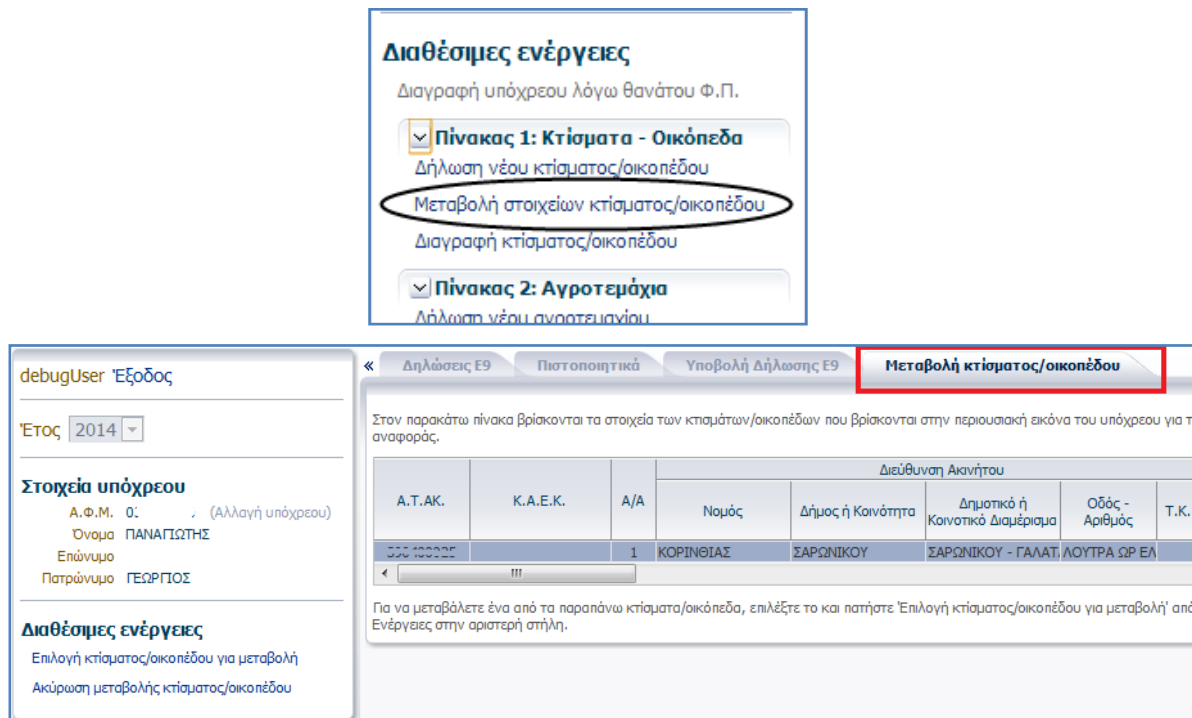 Διαθέσιμες ενέργειες
Διαγραφή υπόχρεου λόγω θανάτου Φ.Π.
Πίνακας 1: Κτίσματα - Οικόπεδα
Δήλωση νέου κτίσματος/οικοπέδου
Μεταβολή στοιχείων κτίσματος/οικοπέδου
Διαγραφή κτίσματος/οικοπέδου
Πίνακας 2: Αγροτεμάχια
Δήλωση νέου αγροτεμαχίου
debugUser Έξοδος
Έτος 2014
Στοιχεία υπόχρεου
Α.Φ.Μ. (Αλλαγή υπόχρεου)
Όνομα ΠΑΝΑΓΙΩΤΗΣ
Επώνυμο
Πατρώνυμο ΓΕΩΡΓΙΟΣ
Διαθέσιμες ενέργειες
Επιλογή κτίσματος/οικοπέδου για μεταβολή
Ακύρωση μεταβολής κτίσματος/οικοπέδου
« Δηλώσεις Ε9 Πιστοποιητικά Υποβολή Δήλωσης Ε9 Μεταβολή κτίσματος/οικοπέδου
Στον παρακάτω πίνακα βρίσκονται τα στοιχεία των κτισμάτων/οικοπέδων που βρίσκονται στην περιουσιακή εικόνα του υπόχρεου για τ
αναφοράς.
Διεύθυνση Ακινήτου
Α.Τ.ΑΚ. Κ.Α.Ε.Κ. Α/Α Νομός Δήμος ή Κοινότητα Δημοτικό ή Κοινοτικό Διαμέρισμα Οδός - Αριθμός Τ.Κ.
1 ΚΟΡΙΝΘΙΑΣ ΣΑΡΩΝΙΚΟΥ ΣΑΡΩΝΙΚΟΥ - ΓΑΛΑΤ. ΛΟΥΤΡΑ ΩΡ ΕΛ
Για να μεταβάλετε ένα από τα παραπάνω κτίσματα/οικόπεδα, επιλέξτε το και πατήστε 'Επιλογή κτίσματος/οικοπέδου για μεταβολή' από
Ενέργειες στην αριστερή στήλη.